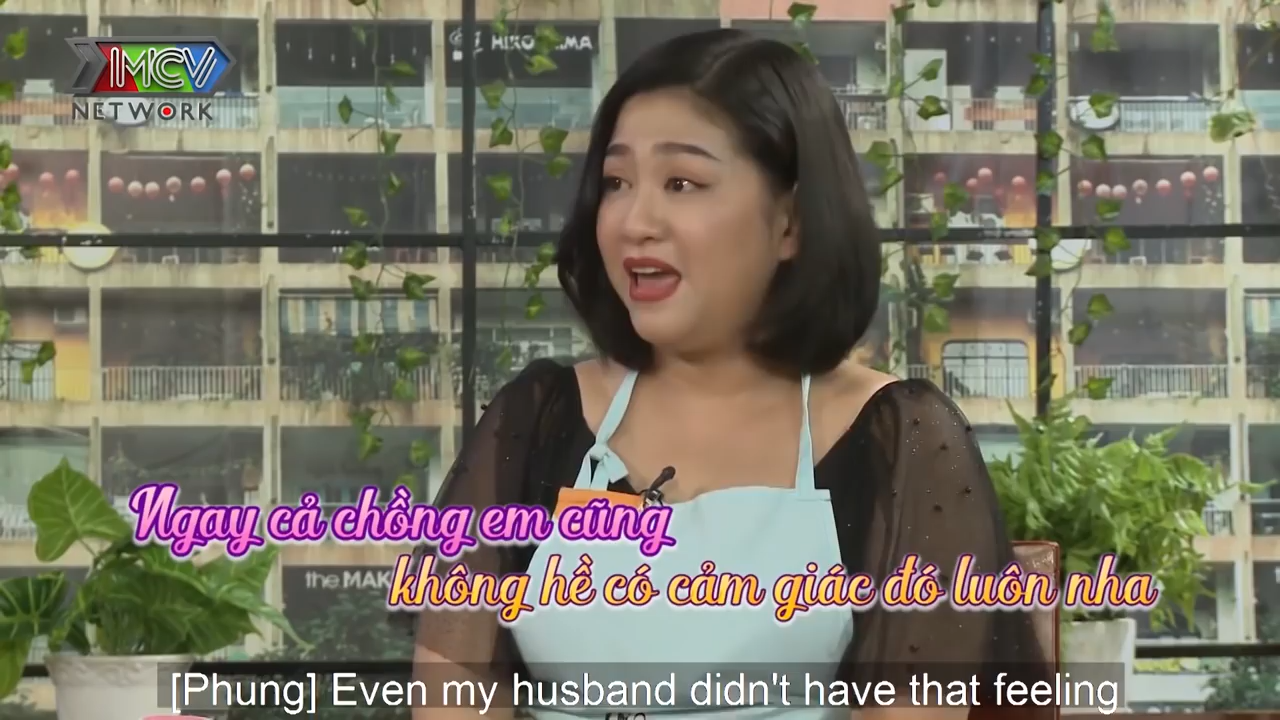 MCV
NETWORK
Ngay cả chồng em cũng
không hề có cảm giác đó luôn nha
the MAK
[Phung] Even my husband didn't have that feeling